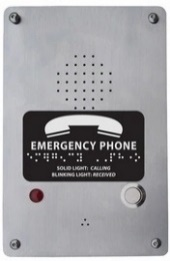 EMERGENCY PHONE
SOLID LIGHT: CALLING
BLINKING LIGHT: RECEIVED